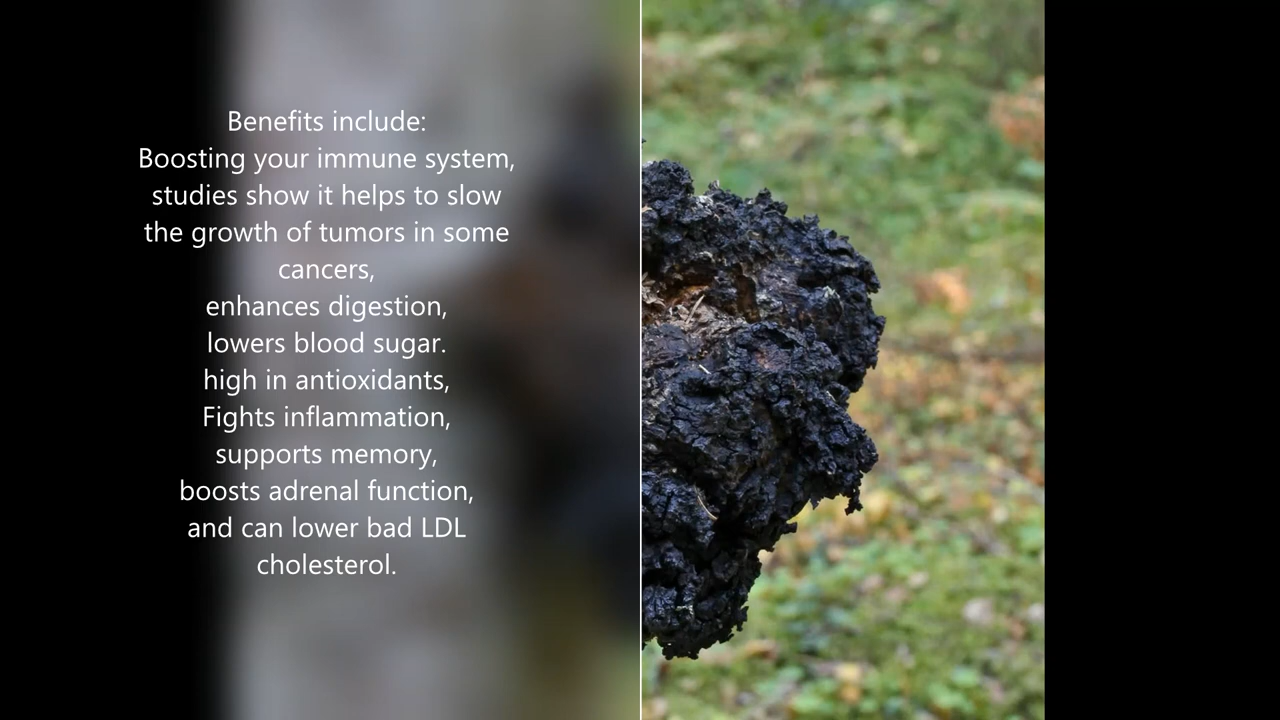 Benefits include:
Boosting your immune system,
studies show it helps to slow
the growth of tumors in some
cancers,
enhances digestion,
lowers blood sugar.
high in antioxidants,
Fights inflammation,
supports memory,
boosts adrenal function,
and can lower bad LDL
cholesterol.